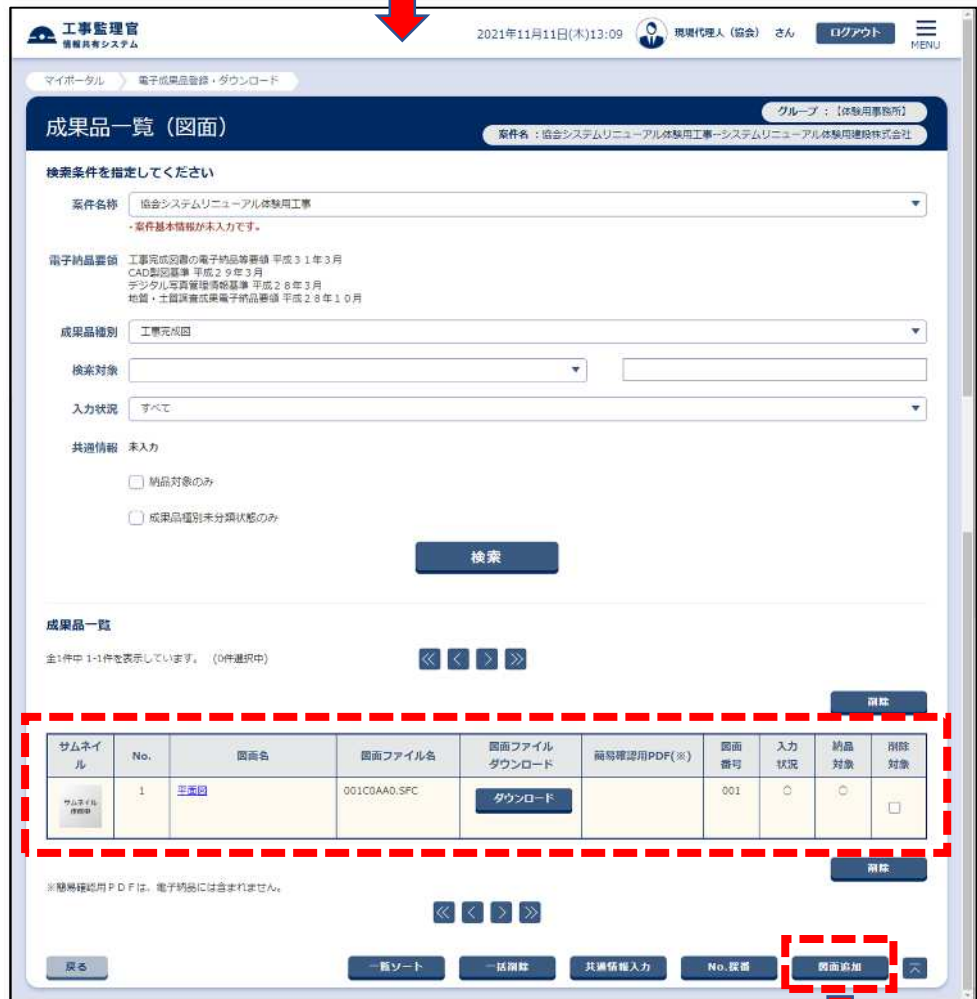 工事監理官
情報共有システム
2021年11月11日(木)13:09
現場代理人（協会） さん
ログアウト
MENU
マイポータル
電子成果品登録・ダウンロード
成果品一覧（図面）
グループ ：【体験用事務所】
案件名 ：協会システムリニューアル体験用工事-システムリニューアル体験用建設株式会社
検索条件を指定してください
案件名称
協会システムリニューアル体験用工事
・案件基本情報が未入力です。
電子納品要領
工事完成図書の電子納品等要領 平成３１年３月
CAD製図基準 平成２９年３月
デジタル写真管理情報基準 平成２８年３月
地質・土質調査成果電子納品要領 平成２８年１０月
成果品種別
工事完成図
検索対象
入力状況
すべて
共通情報
未入力
納品対象のみ
成果品種別未分類状態のみ
検索
成果品一覧
全1件中 1-1件を表示しています。 (0件選択中)
削除
サムネイル No. 図面名 図面ファイル名 図面ファイルダウンロード 簡易確認用PDF(※) 図面番号 入力状況 納品対象 削除対象
サムネイル
作成中
1 平面図 001C0AA0.SFC ダウンロード 001 ○ ○
削除
※簡易確認用ＰＤＦは、電子納品には含まれません。
戻る
一覧ソート
一括削除
共通情報入力
No.採番
図面追加